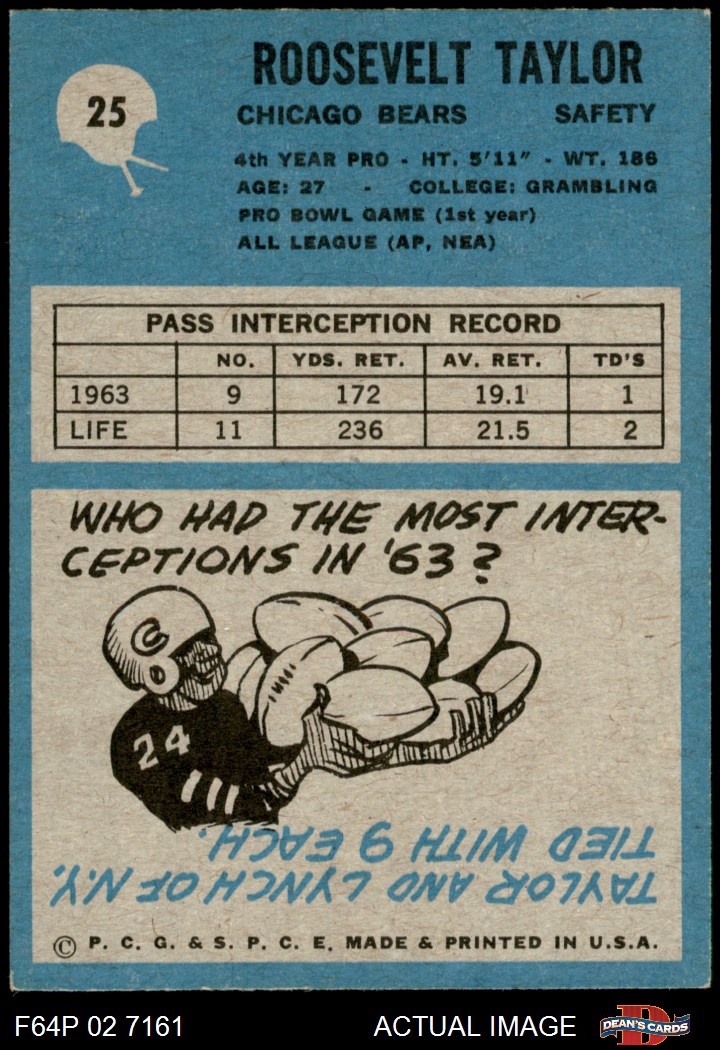 25
ROOSEVELT TAYLOR
CHICAGO BEARS SAFETY
4th YEAR PRO - HT. 5'11" - WT. 186
AGE: 27 - COLLEGE: GRAMBLING
PRO BOWL GAME (1st year)
ALL LEAGUE (AP, NEA)
PASS INTERCEPTION RECORD
NO. YDS. RET. AV. RET. TD'S
1963 9 172 19.1 1
LIFE 11 236 21.5 2
WHO HAD THE MOST INTER-
CEPTIONS IN '63?
C
24
TAYLOR AND LYNCH OF N.Y.
TIED WITH 9 EACH.
© P. C. G. & S. P. C. E. MADE & PRINTED IN U.S.A.
F64P 02 7161 ACTUAL IMAGE D DEAN'S CARDS